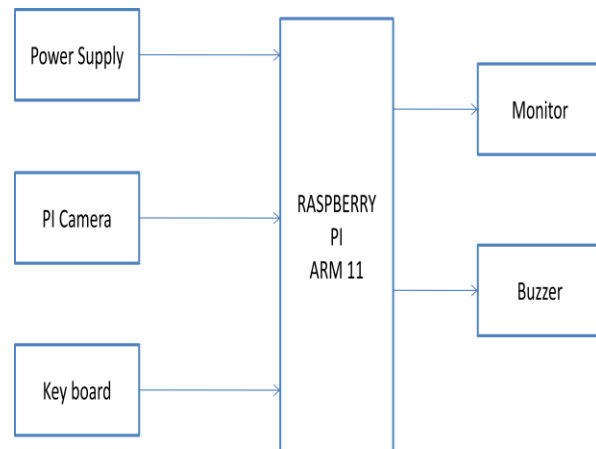 Power Supply
PI Camera
Key board
RASPBERRY
PI
ARM 11
Monitor
Buzzer